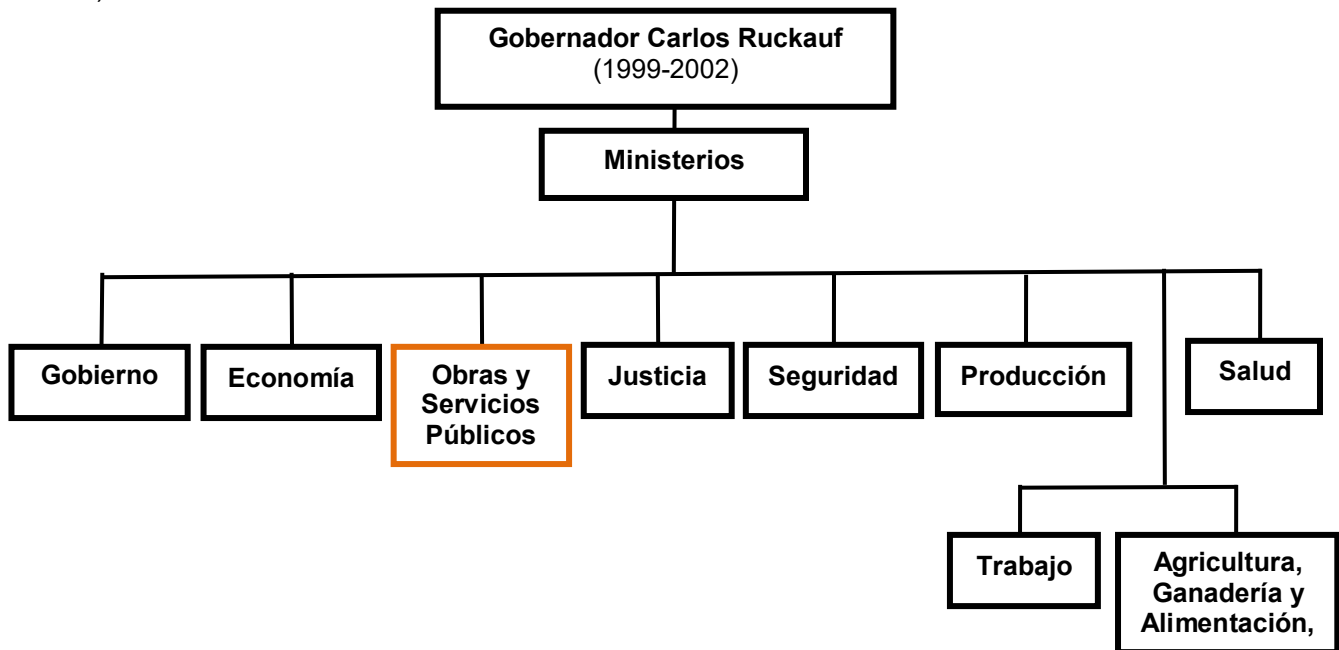 Gobernador Carlos Ruckauf
(1999-2002)
Ministerios
Gobierno
Economía
Obras y
Servicios
Públicos
Justicia
Seguridad
Producción
Salud
Trabajo
Agricultura,
Ganadería y
Alimentación,